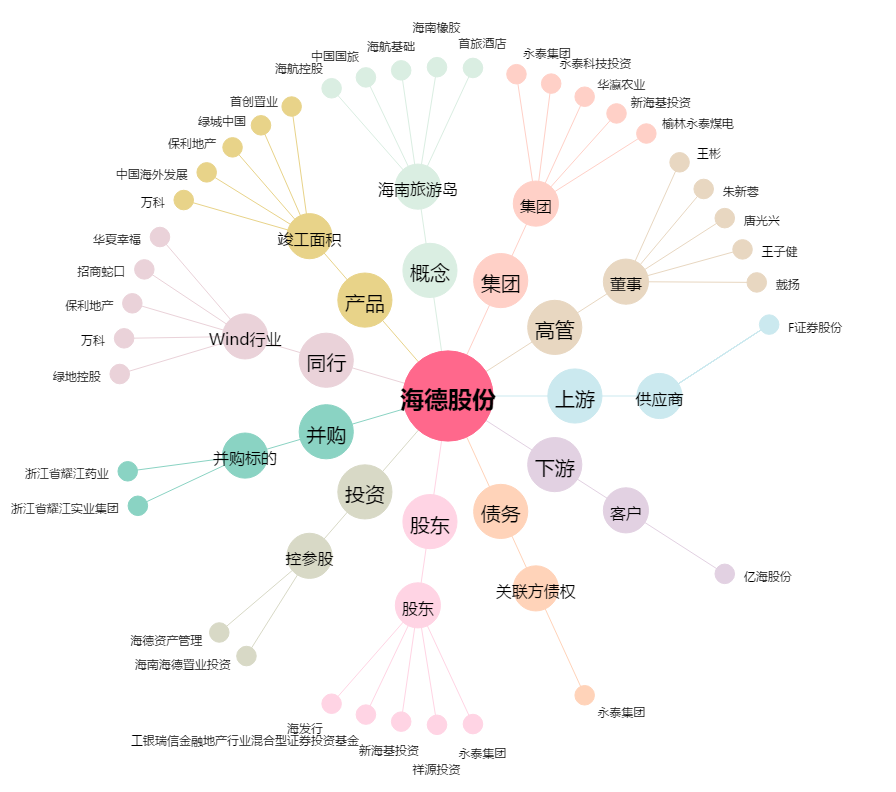 海南橡胶
首旅酒店
海航基础
中国国旅
海航控股
永泰集团
永泰科技投资
华瀛农业
新海基投资
榆林永泰煤电
首创置业
绿城中国
保利地产
中国海外发展
万科
王彬
朱新蓉
唐光兴
王子健
戴扬
海南旅游岛
集团
竣工面积
概念
集团
董事
产品
高管
华夏幸福
招商蛇口
保利地产
万科
绿地控股
Wind行业
同行
海德股份
上游
供应商
F证券股份
并购
并购标的
浙江省耀江药业
浙江省耀江实业集团
下游
客户
亿海股份
投资
控参股
海德资产管理
海南海德置业投资
股东
股东
债务
关联方债权
永泰集团
海发行
工银瑞信金融地产行业混合型证券投资基金
新海基投资
祥源投资
永泰集团